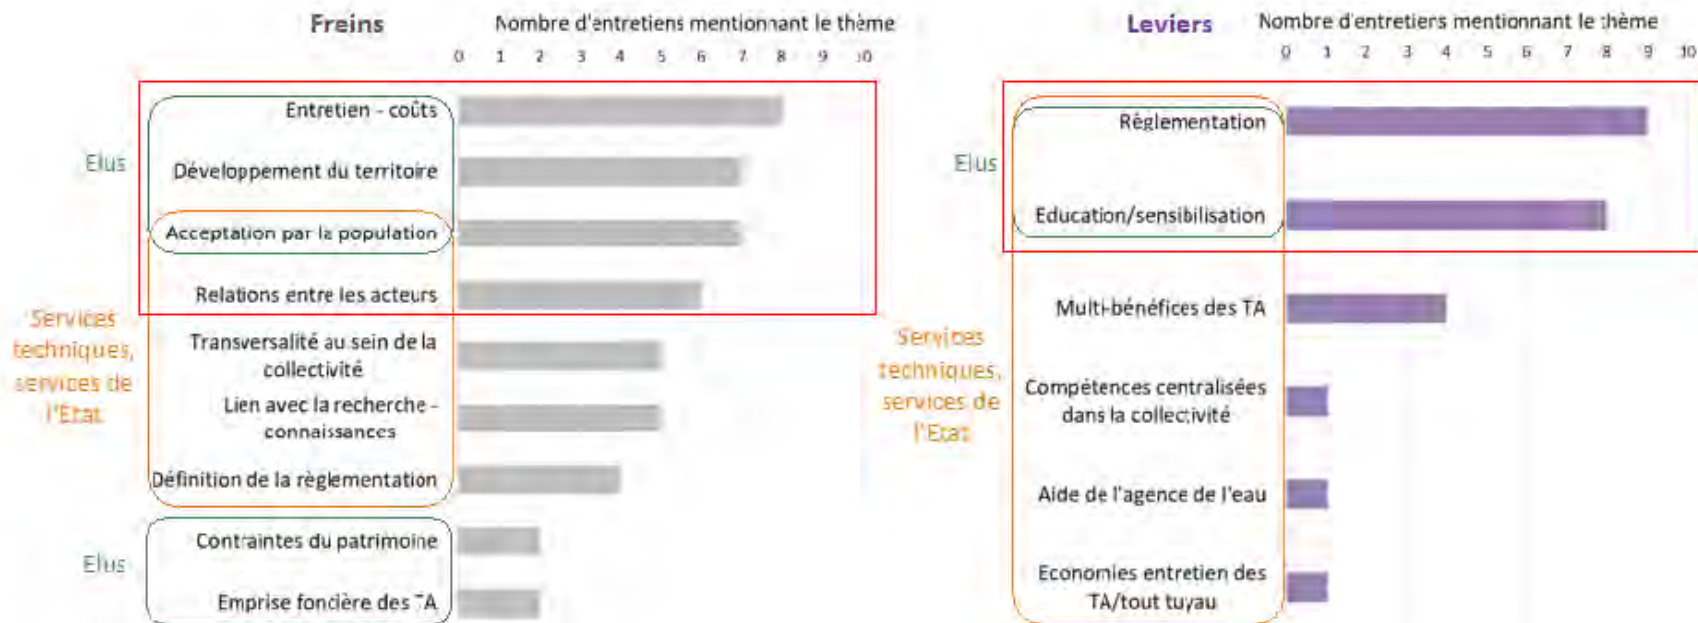 Freins
Nombre d'entretiens mentionnant le thème
0 1 2 3 4 5 6 7 8 9 10
Elus
Entretien - coûts
Développement du territoire
Acceptation par la population
Services
techniques,
services de
l'Etat
Relations entre les acteurs
Transversalité au sein de la
collectivité
Lien avec la recherche -
connaissances
Définition de la règlementation
Elus
Contraintes du patrimoine
Emprise foncière des TA
Leviers
Nombre d'entretiens mentionnant le thème
0 1 2 3 4 5 6 7 8 9 10
Elus
Règlementation
Education/sensibilisation
Services
techniques,
services de
l'Etat
Multi-bénéfices des TA
Compétences centralisées
dans la collectivité
Aide de l'agence de l'eau
Economies entretien des
TA/tout tuyau